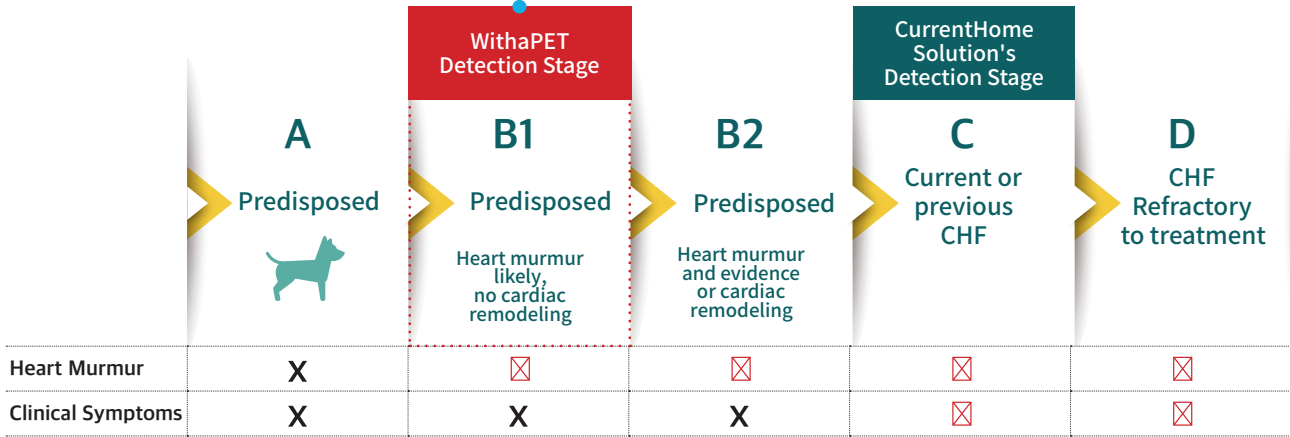 WithaPET
Detection Stage
CurrentHome
Solution's
Detection Stage
A
Predisposed
B1
Predisposed
Heart murmur
likely,
no cardiac
remodeling
B2
Predisposed
Heart murmur
and evidence
or cardiac
remodeling
C
Current or
previous
CHF
D
CHF
Refractory
to treatment
Heart Murmur X ☒ ☒ ☒ ☒
Clinical Symptoms X X X ☒ ☒